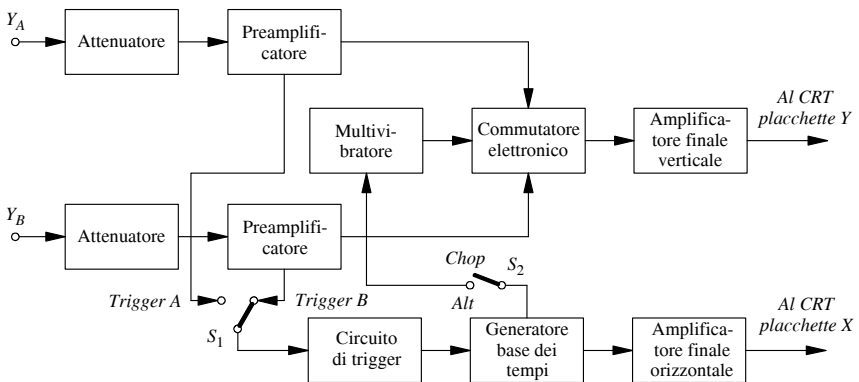 Y_A
Attenuatore
Preamplifi-
catore
Multivi-
bratore
Commutatore
elettronico
Amplifica-
tore finale
verticale
Al CRT
placchette Y
Y_B
Attenuatore
Preamplifi-
catore
Chop
S_2
Alt
Trigger A
Trigger B
S_1
Circuito
di trigger
Generatore
base dei
tempi
Amplifica-
tore finale
orizzontale
Al CRT
placchette X